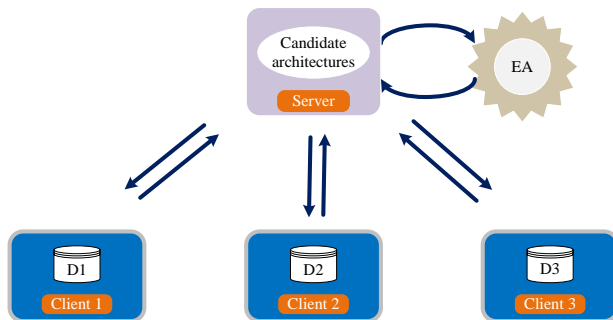 Candidate
architectures
EA
Server
D1
D2
D3
Client 1
Client 2
Client 3